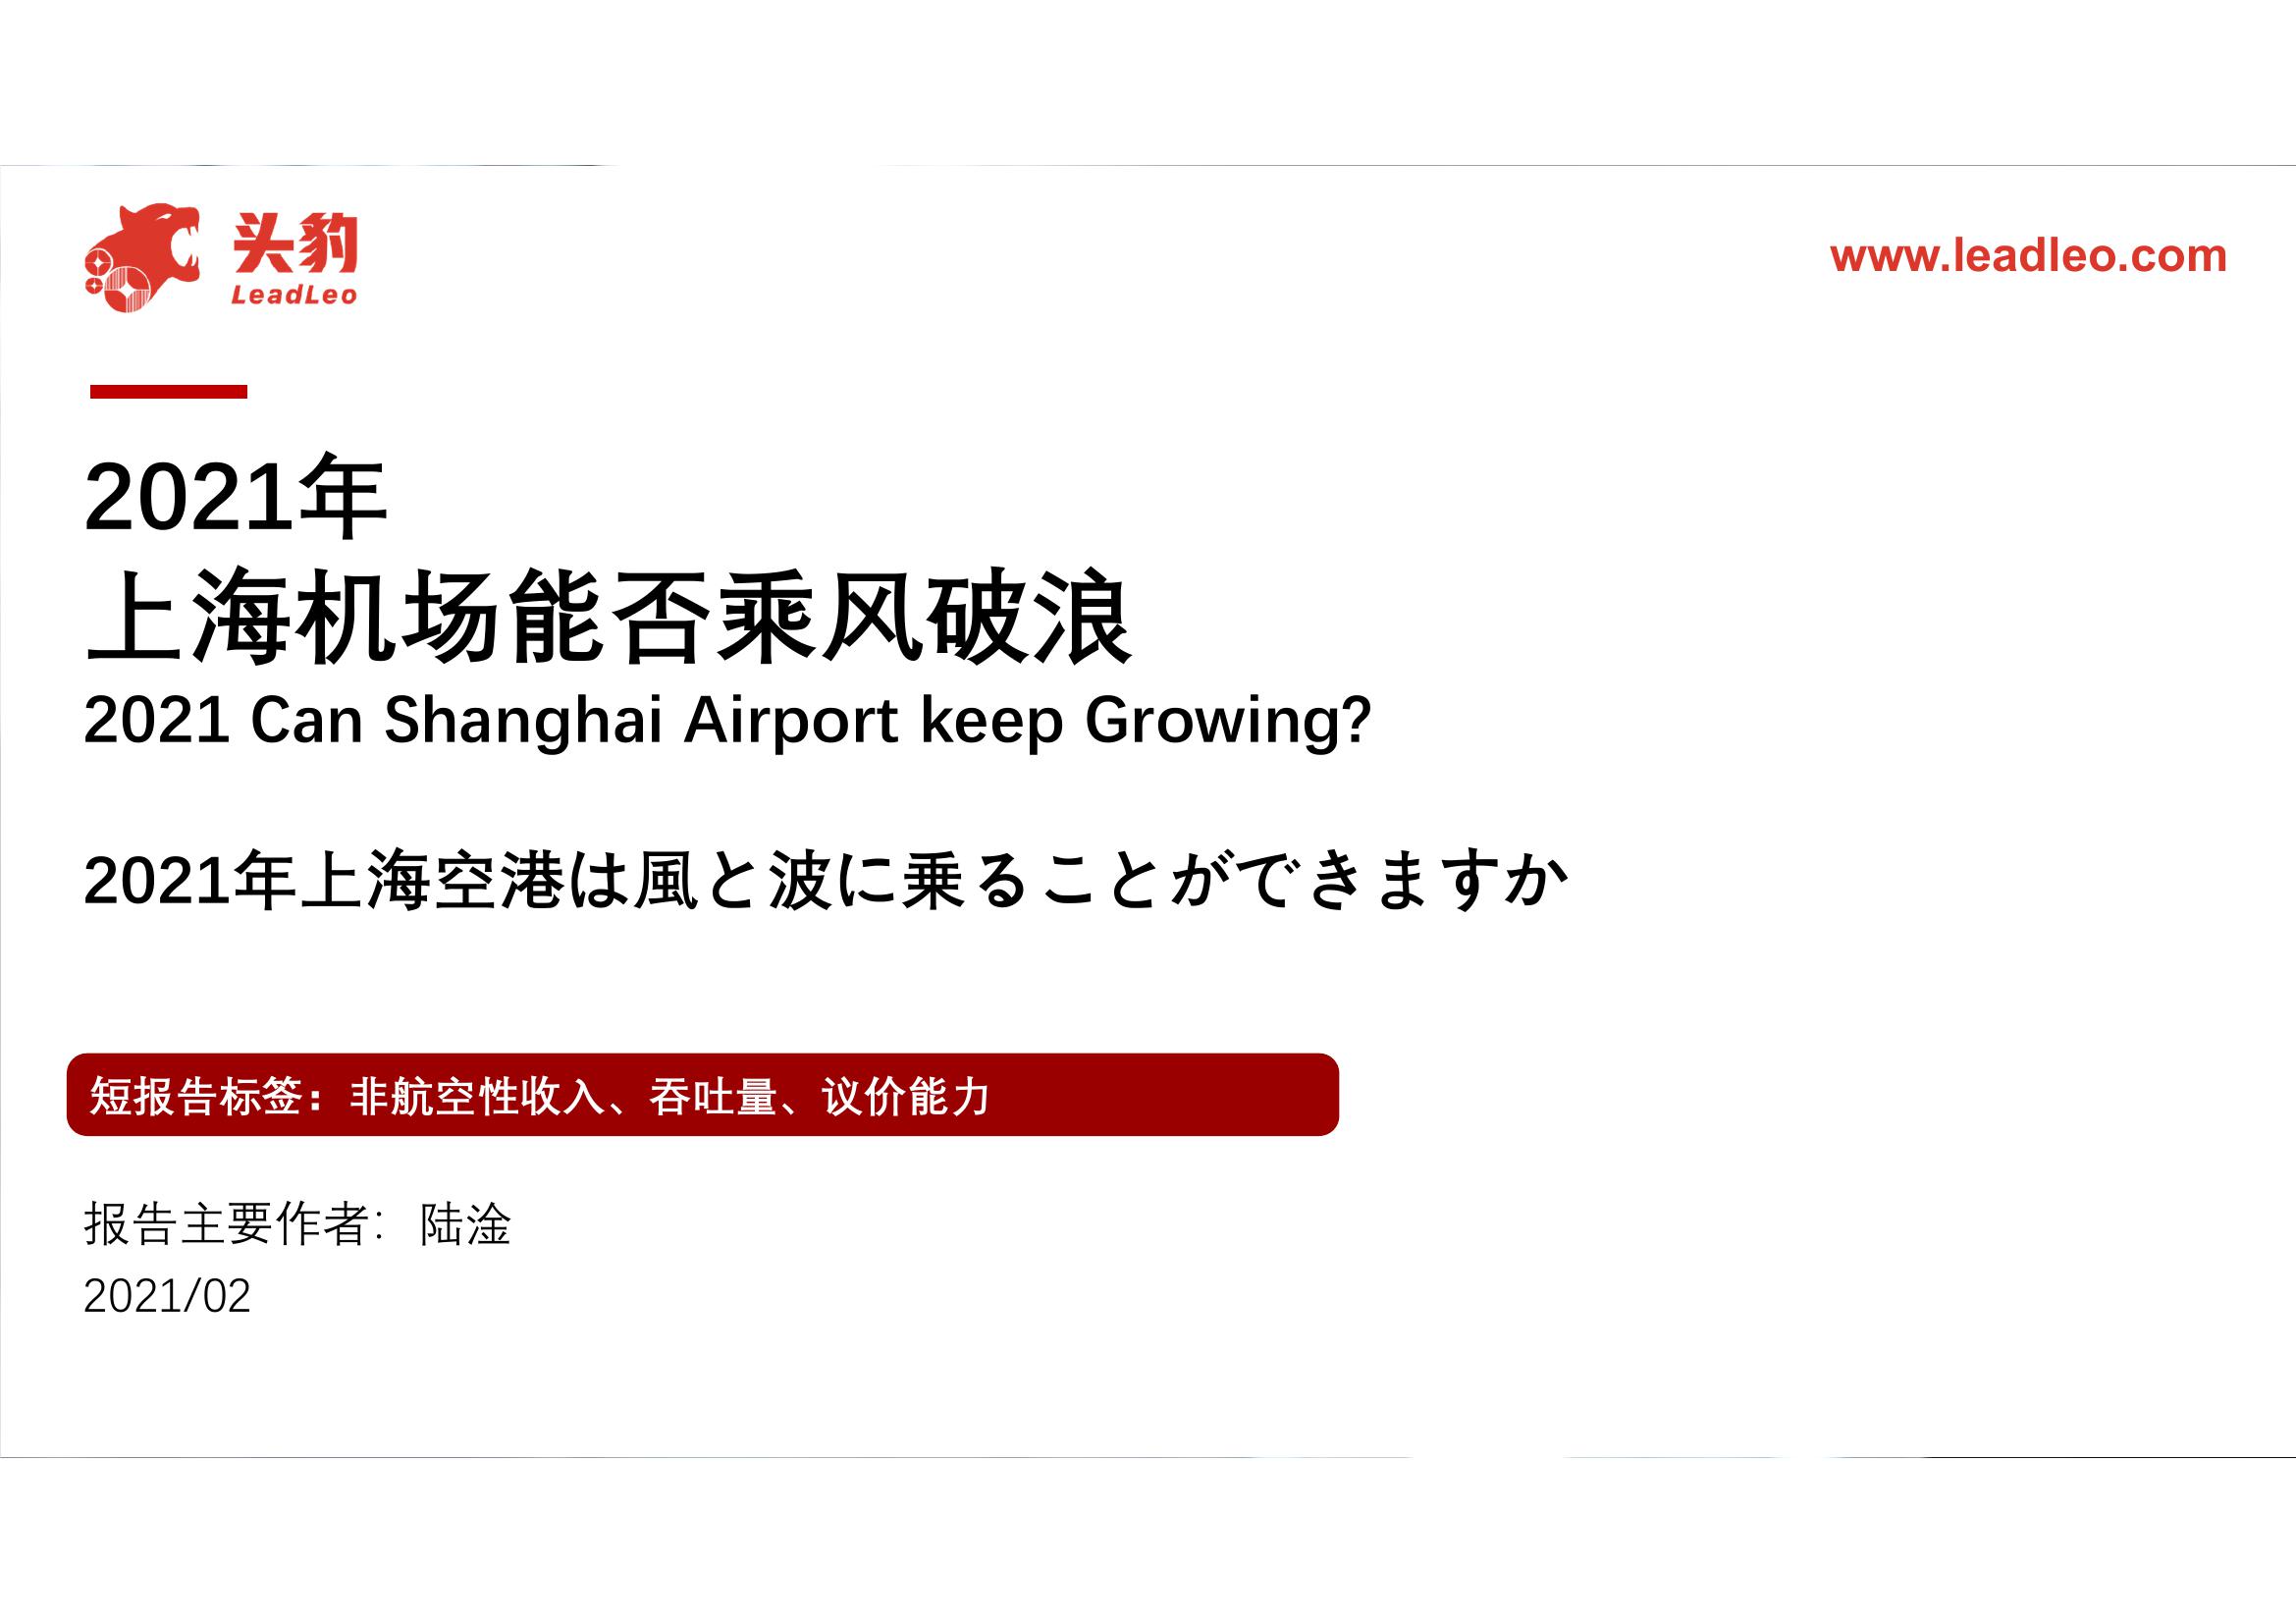 头豹
LeadLeo
www.leadleo.com
2021年
上海机场能否乘风破浪
2021 Can Shanghai Airport keep Growing?
2021年上海空港は風と波に乗ることができますか
短报告标签：非航空性收入、吞吐量、议价能力
报告主要作者：陆淦
2021/02